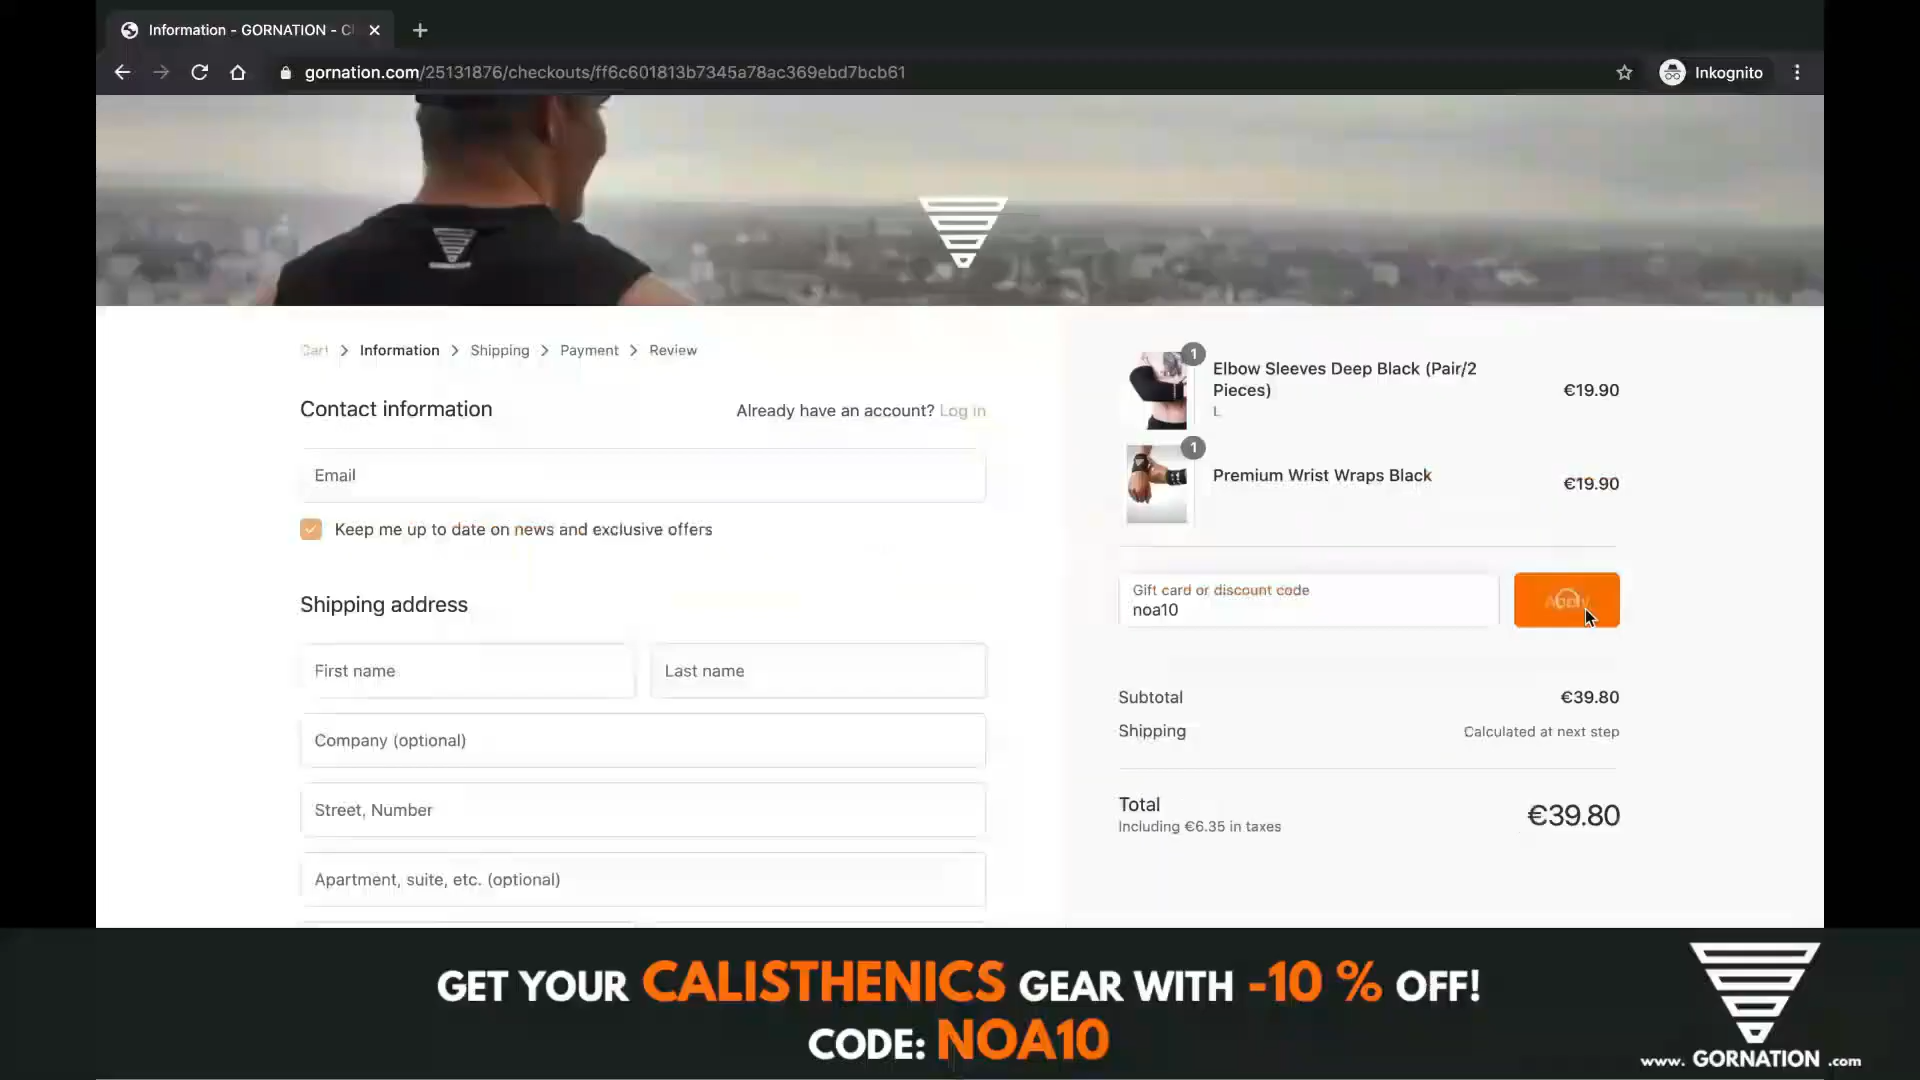 Information - GORNATION - C
gornation.com/25131876/checkouts/ff6c601813b7345a78ac369ebd7bcb61
Inkognito
Cart > Information > Shipping > Payment > Review
Contact information
Already have an account? Log in
Email
Keep me up to date on news and exclusive offers
Shipping address
First name
Last name
Company (optional)
Street, Number
Apartment, suite, etc. (optional)
1
Elbow Sleeves Deep Black (Pair/2
Pieces)
L
€19.90
1
Premium Wrist Wraps Black
€19.90
Gift card or discount code
noa10
Apply
Subtotal
€39.80
Shipping
Calculated at next step
Total
Including €6.35 in taxes
€39.80
GET YOUR CALISTHENICS GEAR WITH -10 % OFF!
CODE: NOA10
www. GORNATION .com